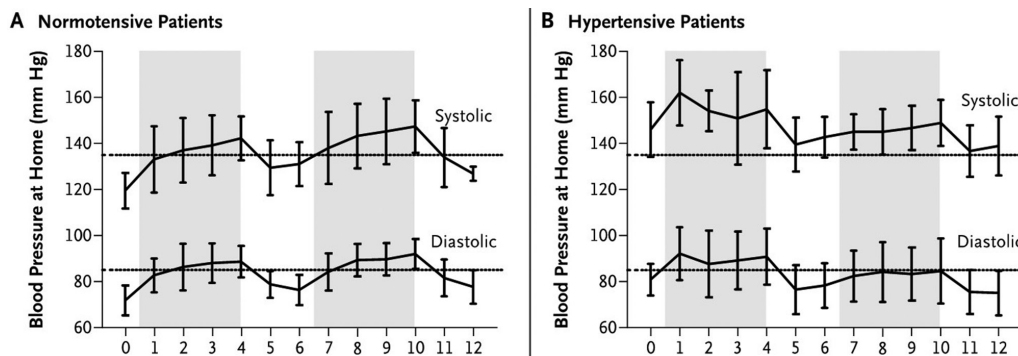 A Normotensive Patients
Blood Pressure at Home (mm Hg)
180
160
140
120
100
80
60
Systolic
Diastolic
0 1 2 3 4 5 6 7 8 9 10 11 12
B Hypertensive Patients
Blood Pressure at Home (mm Hg)
180
160
140
120
100
80
60
Systolic
Diastolic
0 1 2 3 4 5 6 7 8 9 10 11 12